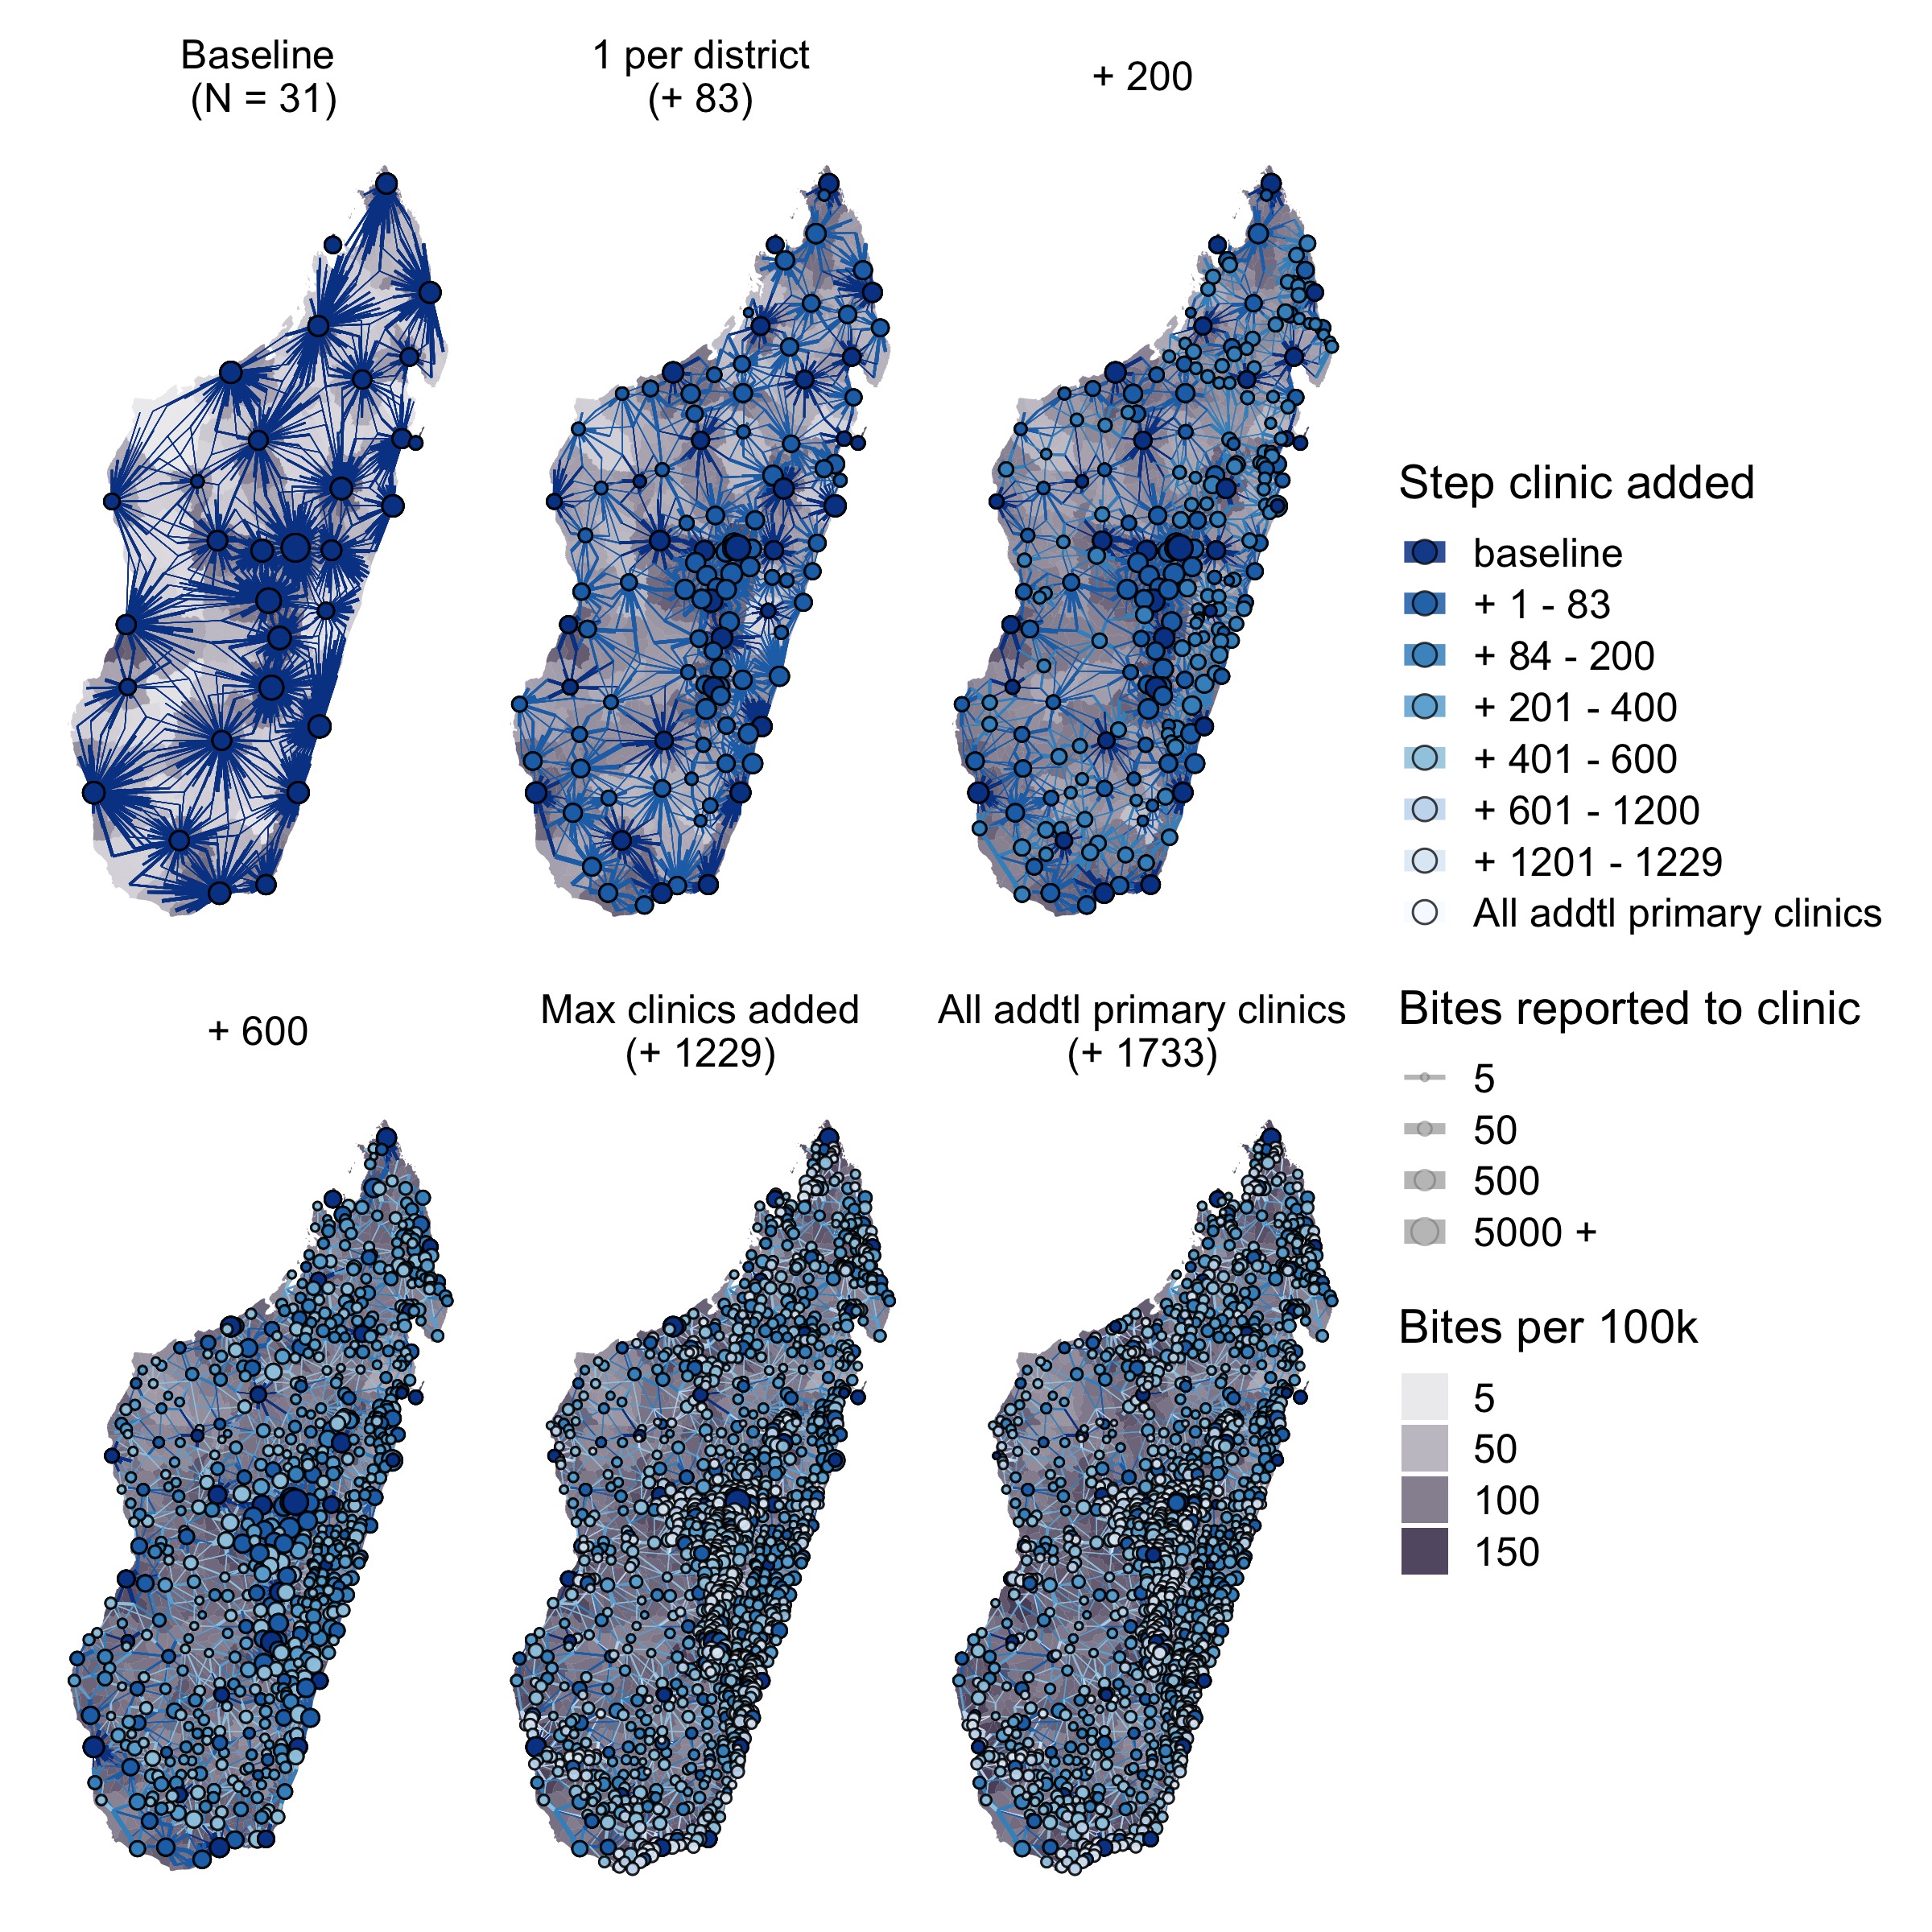 Baseline
(N = 31)
1 per district
(+ 83)
+ 200
Step clinic added
baseline
+ 1 - 83
+ 84 - 200
+ 201 - 400
+ 401 - 600
+ 601 - 1200
+ 1201 - 1229
All addtl primary clinics
+ 600
Max clinics added
(+ 1229)
All addtl primary clinics
(+ 1733)
Bites reported to clinic
5
50
500
5000 +
Bites per 100k
5
50
100
150